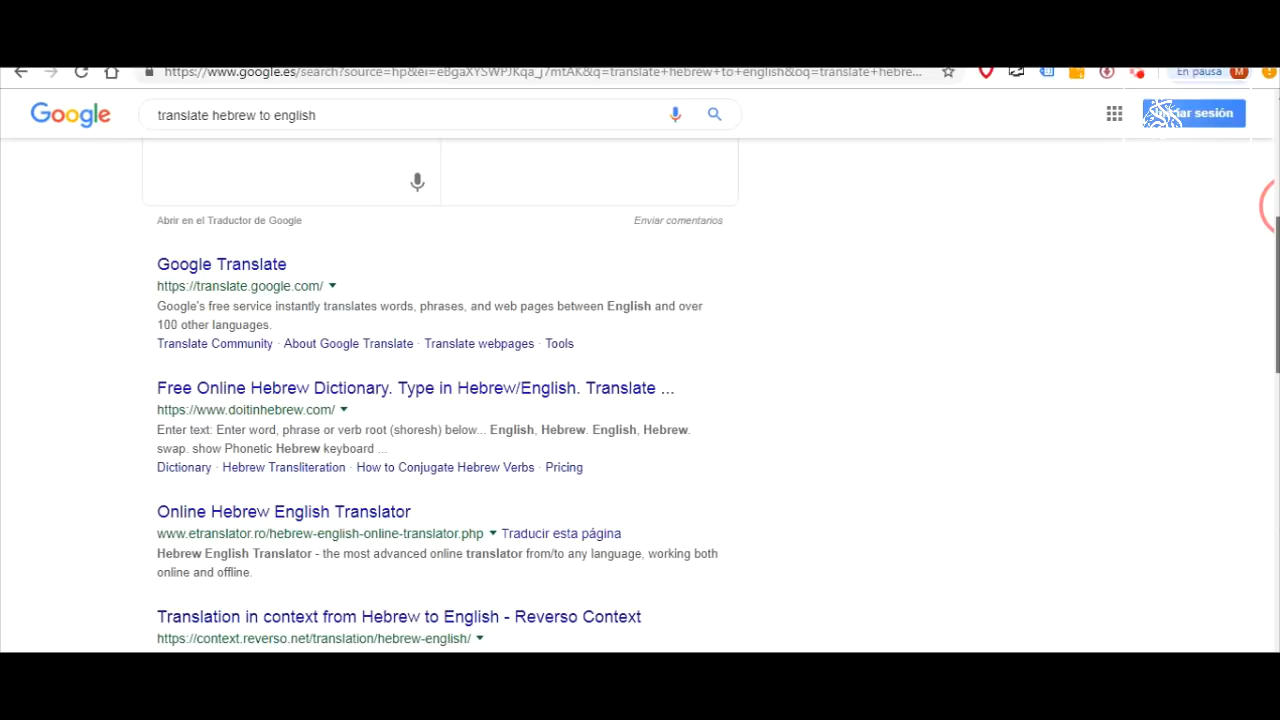 https://www.google.es/search?source=hp&ei=eBgaXYSWPJKqa_j7mtAK&q=translate+hebrew+to+english&oq=translate+hebre...
En pausa M
Google translate hebrew to english
sesión
Abrir en el Traductor de Google Enviar comentarios
Google Translate
https://translate.google.com/
Google's free service instantly translates words, phrases, and web pages between English and over
100 other languages.
Translate Community · About Google Translate · Translate webpages · Tools
Free Online Hebrew Dictionary. Type in Hebrew/English. Translate ...
https://www.doitinhebrew.com/
Enter text: Enter word, phrase or verb root (shoresh) below... English, Hebrew. English, Hebrew.
swap. show Phonetic Hebrew keyboard ...
Dictionary · Hebrew Transliteration · How to Conjugate Hebrew Verbs · Pricing
Online Hebrew English Translator
www.etranslator.ro/hebrew-english-online-translator.php Traducir esta página
Hebrew English Translator - the most advanced online translator from/to any language, working both
online and offline.
Translation in context from Hebrew to English - Reverso Context
https://context.reverso.net/translation/hebrew-english/